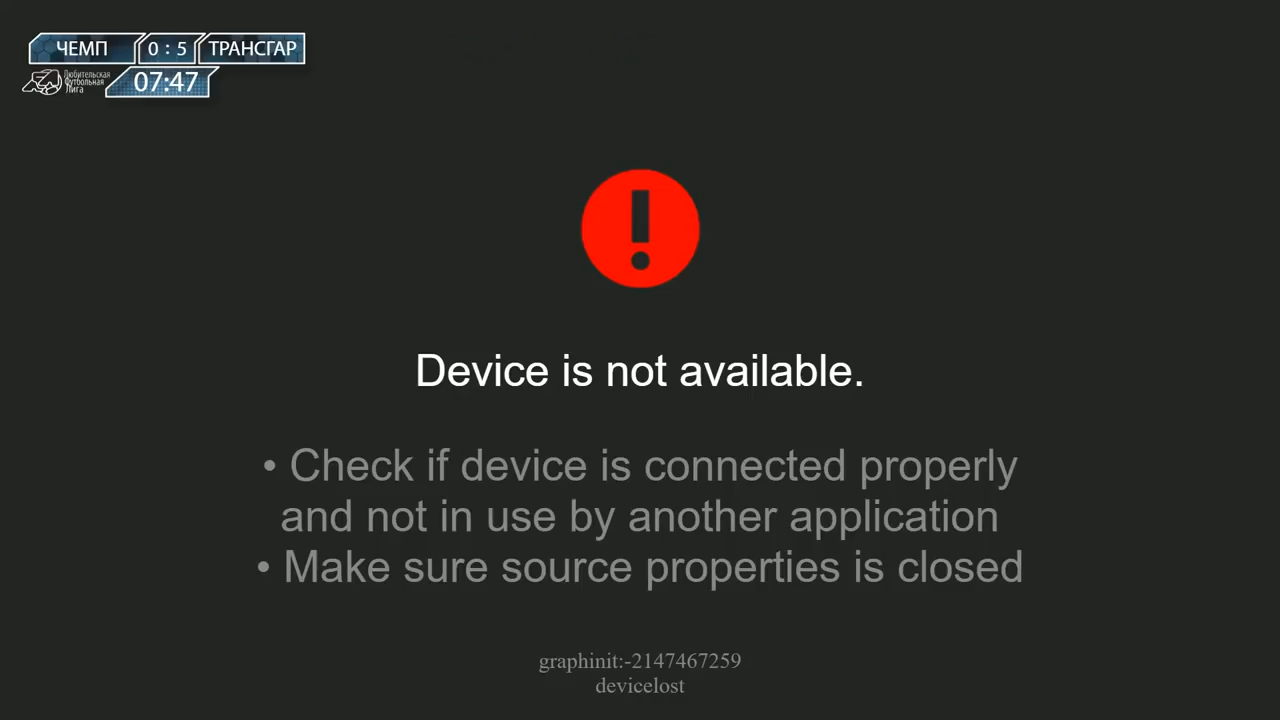 ЧЕМП 0 : 5 ТРАНСГАР
Любительская
Футбольная
Лига
07:47
Device is not available.
• Check if device is connected properly
and not in use by another application
• Make sure source properties is closed
graphinit:-2147467259
devicelost